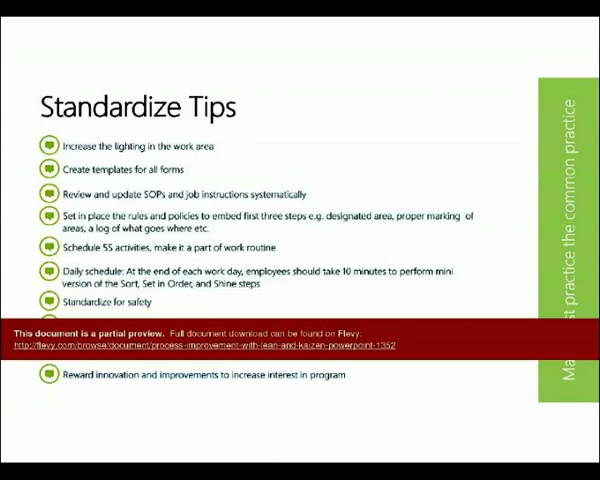 Standardize Tips
Increase the lighting in the work area
Create templates for all forms
Review and update SOPs and job instructions systematically
Set in place the rules and policies to embed first three steps e.g. designated area, proper marking of
areas, a log of what goes where etc.
Schedule 5S activities, make it a part of work routine
Daily schedule: At the end of each work day, employees should take 10 minutes to perform mini
version of the Sort, Set in Order, and Shine steps
Standardize for safety
This document is a partial preview. Full document download can be found on Flevy:
http://flevy.com/browse/document/process-improvement-with-lean-and-kaizen-powerpoint-1352
Reward innovation and improvements to increase interest in program
practice the common practice